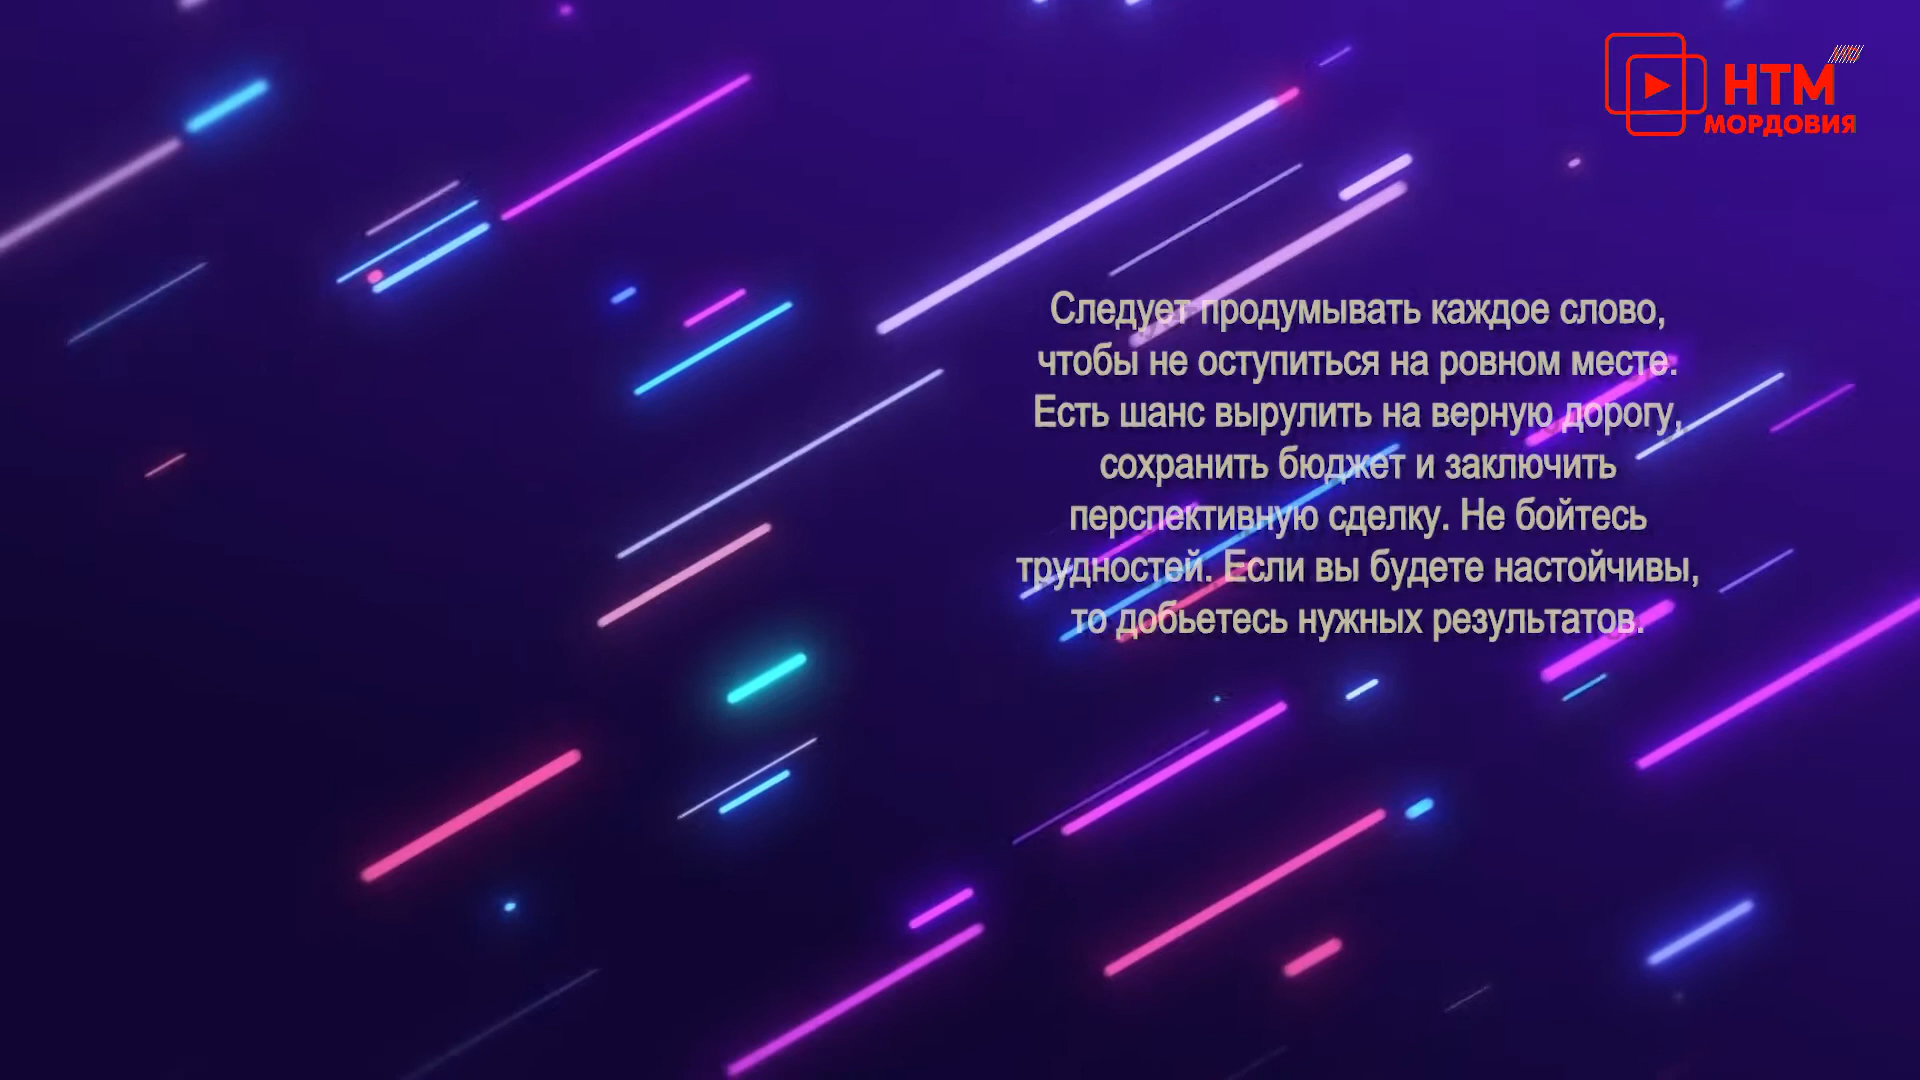 НТМ
МОРДОВИЯ
Следует продумывать каждое слово,
чтобы не оступиться на ровном месте.
Есть шанс вырулить на верную дорогу,
сохранить бюджет и заключить
перспективную сделку. Не бойтесь
трудностей. Если вы будете настойчивы,
то добьетесь нужных результатов.